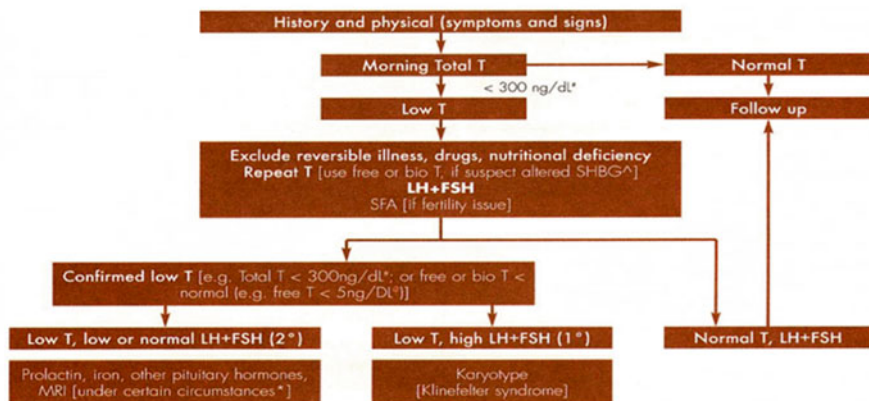 History and physical (symptoms and signs)
Morning Total T
Normal T
< 300 ng/dL*
Low T
Follow up
Exclude reversible illness, drugs, nutritional deficiency
Repeat T [use free or bio T, if suspect altered SHBG^]
LH+FSH
SFA [if fertility issue]
Confirmed low T [e.g. Total T < 300ng/dL*; or free or bio T <
normal (e.g. free T < 5ng/DL°)]
Low T, low or normal LH+FSH (2°)
Low T, high LH+FSH (1°)
Normal T, LH+FSH
Prolactin, iron, other pituitary hormones,
MRI [under certain circumstances*]
Karyotype
[Klinefelter syndrome]